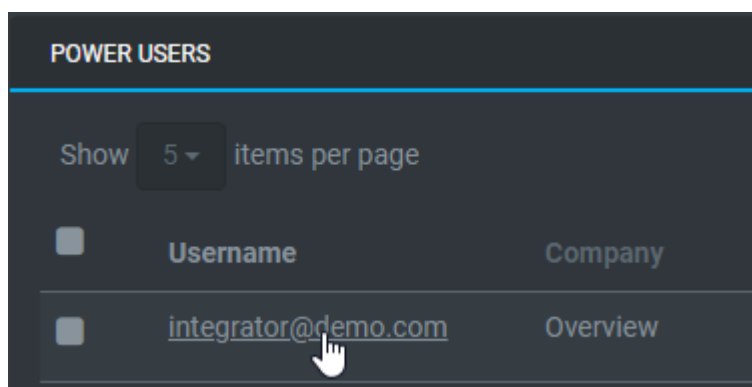 POWER USERS
Show 5 items per page
Username Company
integrator@demo.com Overview